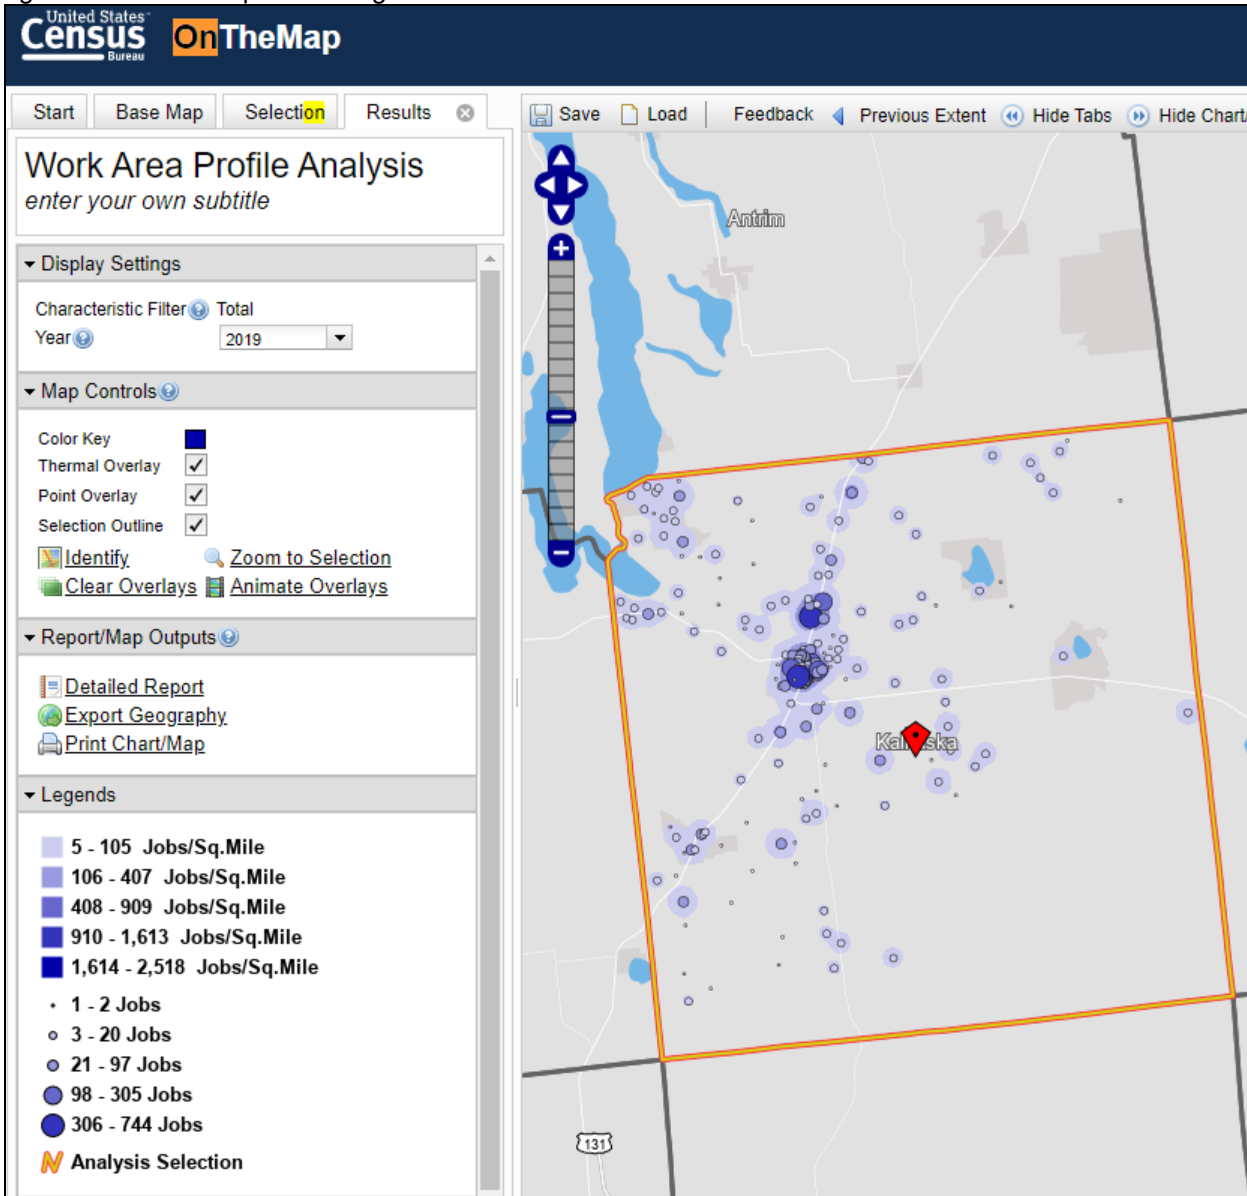 United States
Census
Bureau
OnTheMap
Start Base Map Selection Results
Save Load Feedback Previous Extent Hide Tabs Hide Chart/
Work Area Profile Analysis
enter your own subtitle
Display Settings
Characteristic Filter Total
Year 2019
Map Controls
Color Key
Thermal Overlay
Point Overlay
Selection Outline
Identify Zoom to Selection
Clear Overlays Animate Overlays
Report/Map Outputs
Detailed Report
Export Geography
Print Chart/Map
Legends
5 - 105 Jobs/Sq.Mile
106 - 407 Jobs/Sq.Mile
408 - 909 Jobs/Sq.Mile
910 - 1,613 Jobs/Sq.Mile
1,614 - 2,518 Jobs/Sq.Mile
1 - 2 Jobs
3 - 20 Jobs
21 - 97 Jobs
98 - 305 Jobs
306 - 744 Jobs
Analysis Selection
Antrim
131